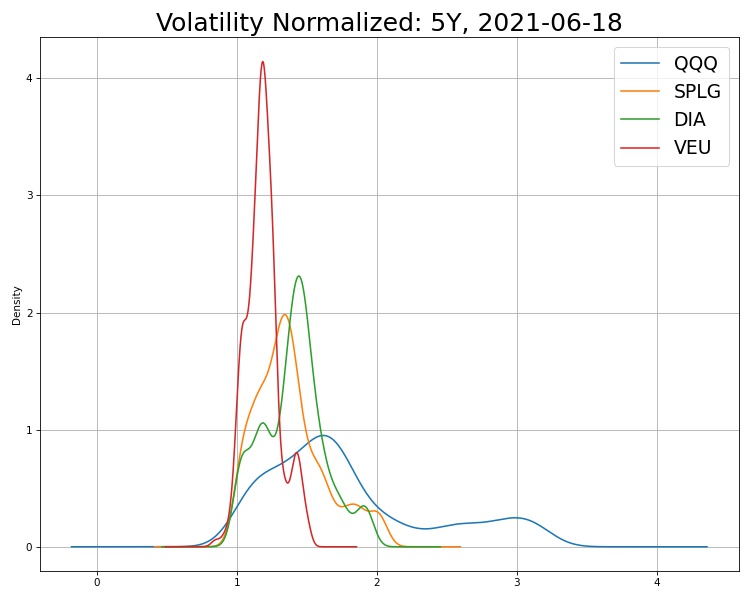 Volatility Normalized: 5Y, 2021-06-18
QQQ
SPLG
DIA
VEU
Density
4
3
2
1
0
0 1 2 3 4